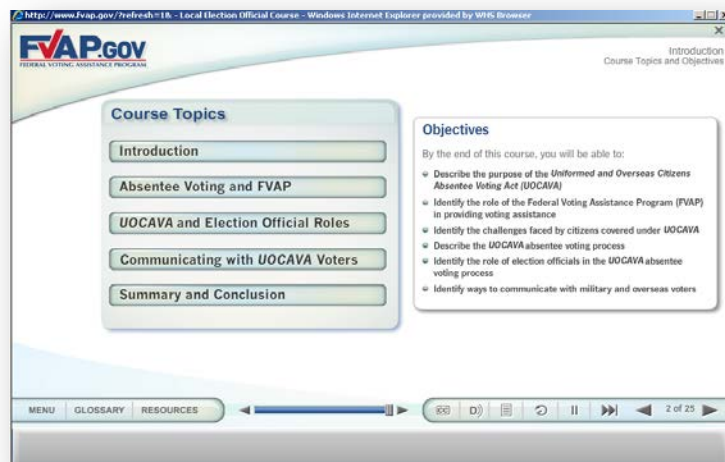 http://www.fvap.gov/?refresh=1& - Local Election Official Course - Windows Internet Explorer provided by WHS Browser
FVAP.GOV
FEDERAL VOTING ASSISTANCE PROGRAM
Introduction
Course Topics and Objectives
Course Topics
Introduction
Absentee Voting and FVAP
UOCAVA and Election Official Roles
Communicating with UOCAVA Voters
Summary and Conclusion
Objectives
By the end of this course, you will be able to:
Describe the purpose of the Uniformed and Overseas Citizens
Absentee Voting Act (UOCAVA)
Identify the role of the Federal Voting Assistance Program (FVAP)
in providing voting assistance
Identify the challenges faced by citizens covered under UOCAVA
Describe the UOCAVA absentee voting process
Identify the role of election officials in the UOCAVA absentee
voting process
Identify ways to communicate with military and overseas voters
MENU GLOSSARY RESOURCES CC D 2 of 25